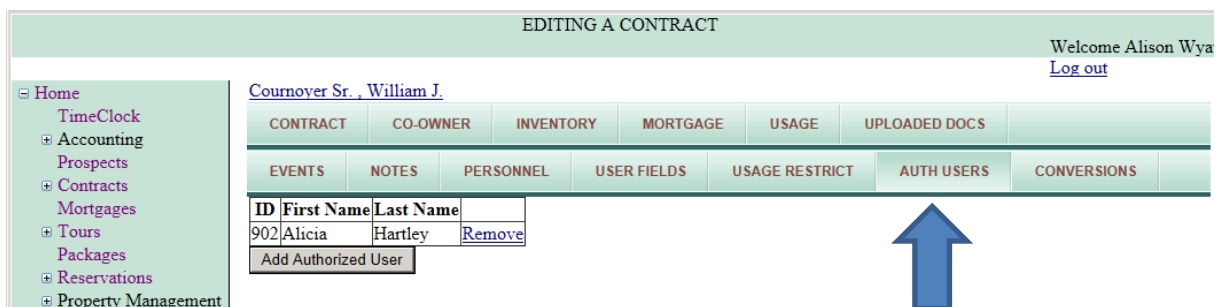 EDITING A CONTRACT
Welcome Alison Wya
Log out
Home
TimeClock
Accounting
Prospects
Contracts
Mortgages
Tours
Packages
Reservations
Property Management
Cournoyer Sr. , William J.
CONTRACT CO-OWNER INVENTORY MORTGAGE USAGE UPLOADED DOCS
EVENTS NOTES PERSONNEL USER FIELDS USAGE RESTRICT AUTH USERS CONVERSIONS
ID First Name Last Name
902 Alicia Hartley Remove
Add Authorized User